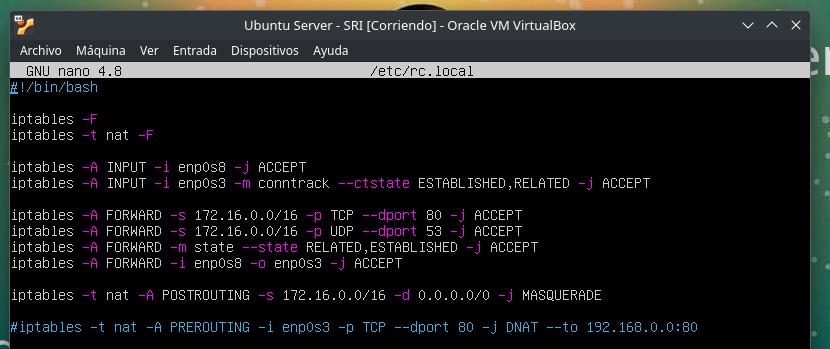 Ubuntu Server - SRI [Corriendo] - Oracle VM VirtualBox
Archivo Máquina Ver Entrada Dispositivos Ayuda
GNU nano 4.8 /etc/rc.local
#!/bin/bash
iptables -F
iptables -t nat -F
iptables -A INPUT -i enp0s8 -j ACCEPT
iptables -A INPUT -i enp0s3 -m conntrack --ctstate ESTABLISHED,RELATED -j ACCEPT
iptables -A FORWARD -s 172.16.0.0/16 -p TCP --dport 80 -j ACCEPT
iptables -A FORWARD -s 172.16.0.0/16 -p UDP --dport 53 -j ACCEPT
iptables -A FORWARD -m state --state RELATED,ESTABLISHED -j ACCEPT
iptables -A FORWARD -i enp0s8 -o enp0s3 -j ACCEPT
iptables -t nat -A POSTROUTING -s 172.16.0.0/16 -d 0.0.0.0/0 -j MASQUERADE
#iptables -t nat -A PREROUTING -i enp0s3 -p TCP --dport 80 -j DNAT --to 192.168.0.0:80